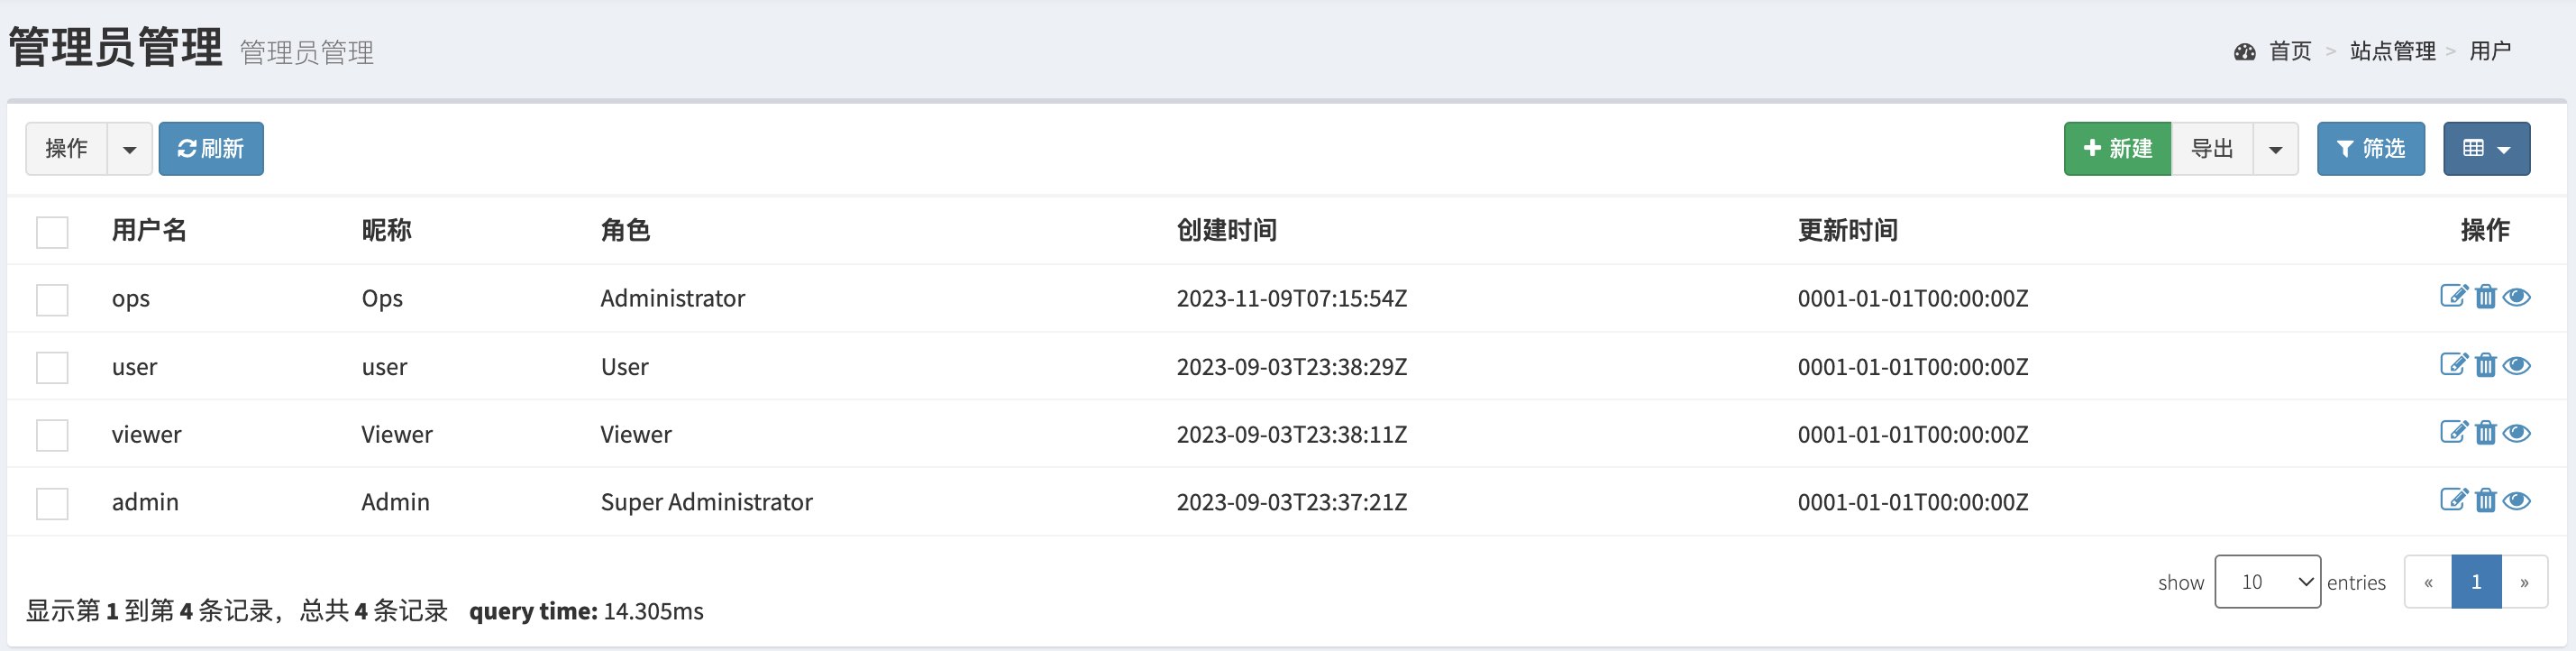 管理员管理 管理员管理
首页 > 站点管理 > 用户
操作 刷新 新建 导出 筛选
用户名 昵称 角色 创建时间 更新时间 操作
ops Ops Administrator 2023-11-09T07:15:54Z 0001-01-01T00:00:00Z
user user User 2023-09-03T23:38:29Z 0001-01-01T00:00:00Z
viewer Viewer Viewer 2023-09-03T23:38:11Z 0001-01-01T00:00:00Z
admin Admin Super Administrator 2023-09-03T23:37:21Z 0001-01-01T00:00:00Z
show 10 entries « 1 »
显示第 1 到第 4 条记录，总共 4 条记录 query time: 14.305ms